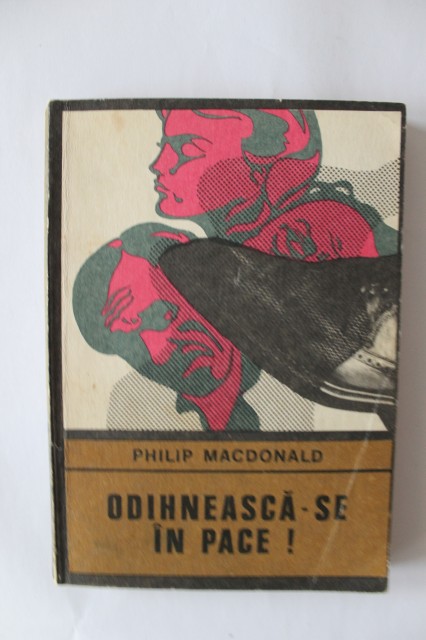 PHILIP MACDONALD
ODIHNEASCĂ-SE
ÎN PACE !